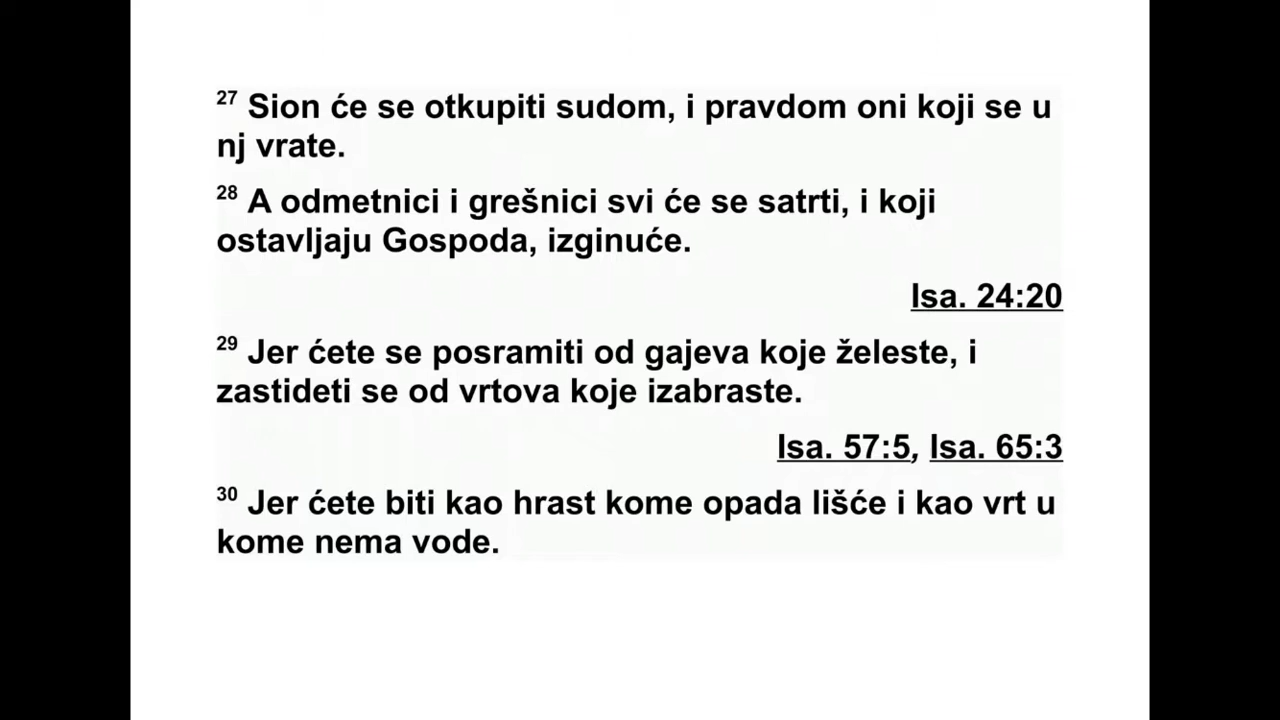 27 Sion će se otkupiti sudom, i pravdom oni koji se u
nj vrate.
28 A odmetnici i grešnici svi će se satrti, i koji
ostavljaju Gospoda, izginuće.
Isa. 24:20
29 Jer ćete se posramiti od gajeva koje želeste, i
zastideti se od vrtova koje izabraste.
Isa. 57:5, Isa. 65:3
30 Jer ćete biti kao hrast kome opada lišće i kao vrt u
kome nema vode.